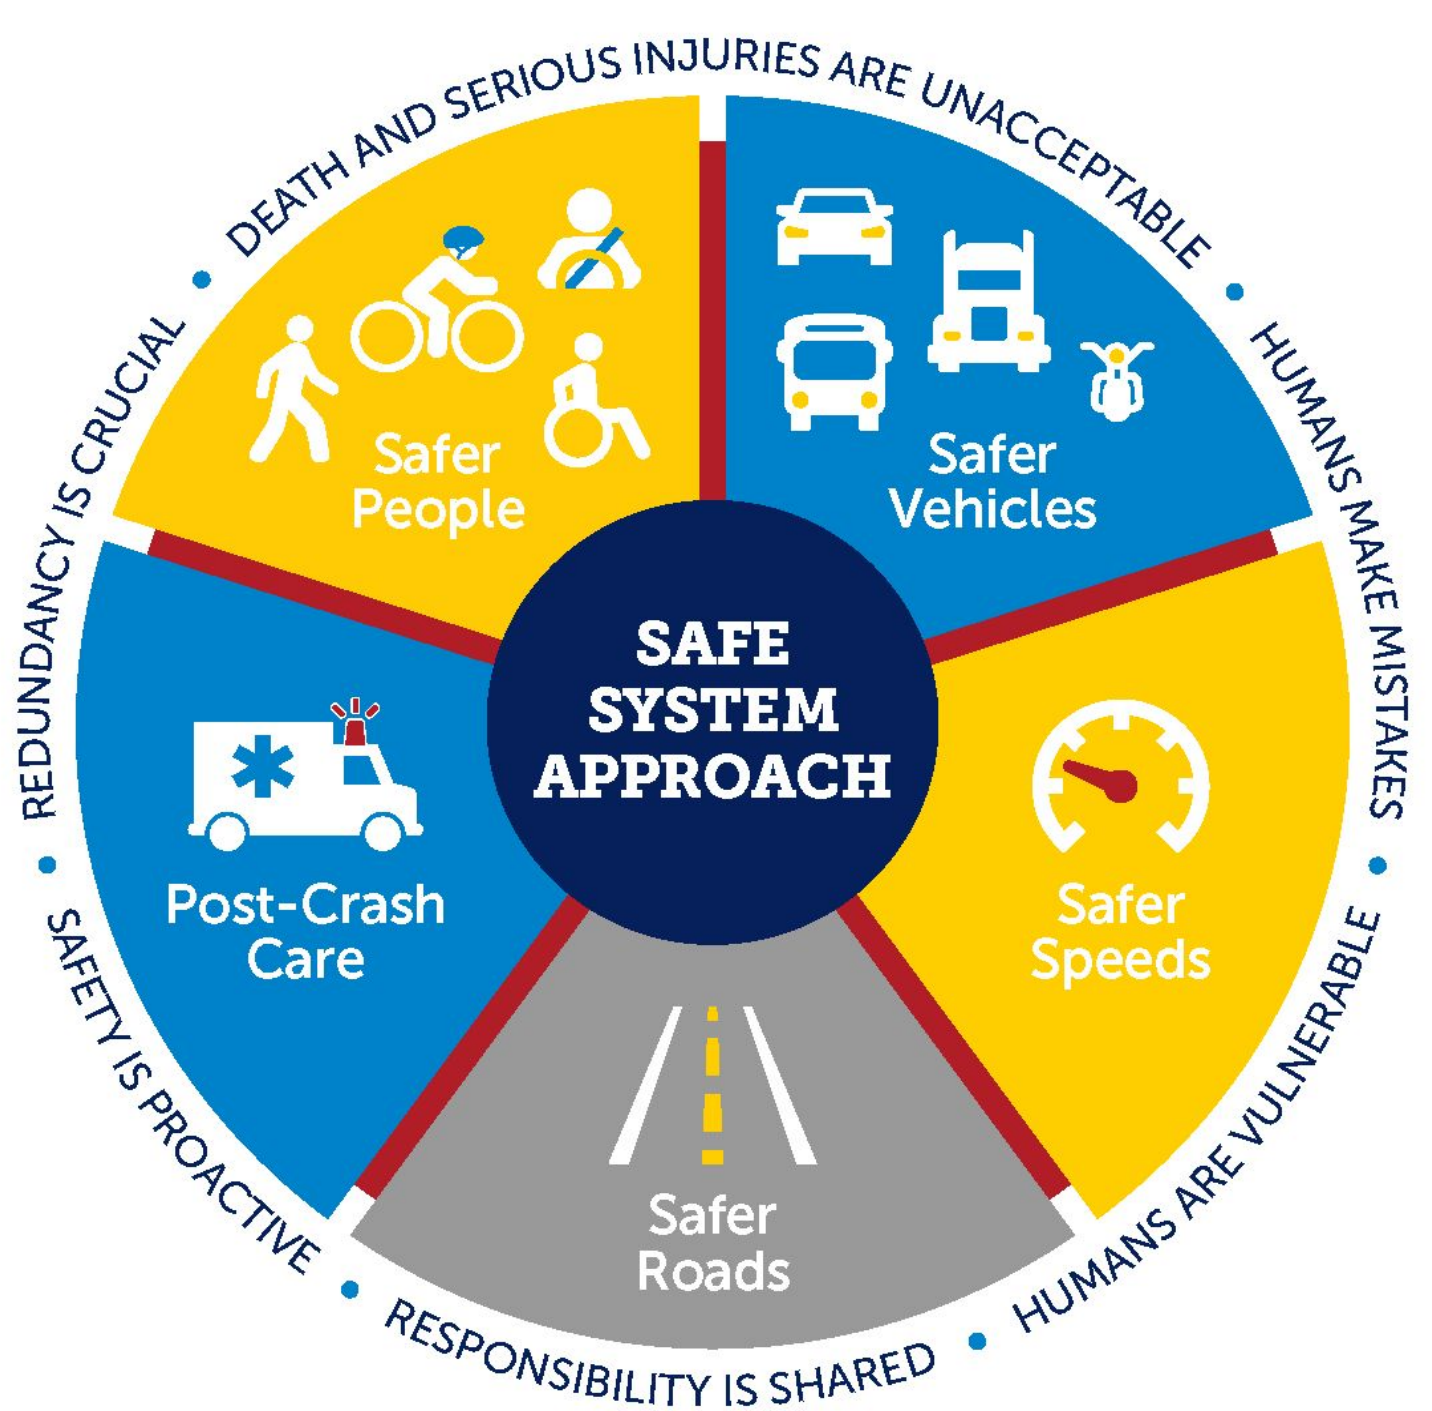 DEATH AND SERIOUS INJURIES ARE UNACCEPTABLE
HUMANS MAKE MISTAKES
HUMANS ARE VULNERABLE
RESPONSIBILITY IS SHARED
SAFETY IS PROACTIVE
REDUNDANCY IS CRUCIAL
Safer
People
Safer
Vehicles
SAFE
SYSTEM
APPROACH
Post-Crash
Care
Safer
Speeds
Safer
Roads